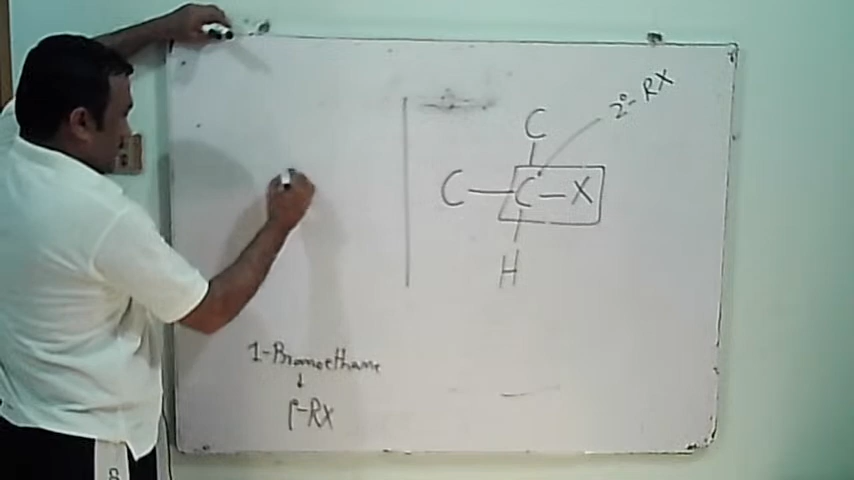 C
2°- RX
C — C — X
H
1-Bromoethane
↓
1°-RX